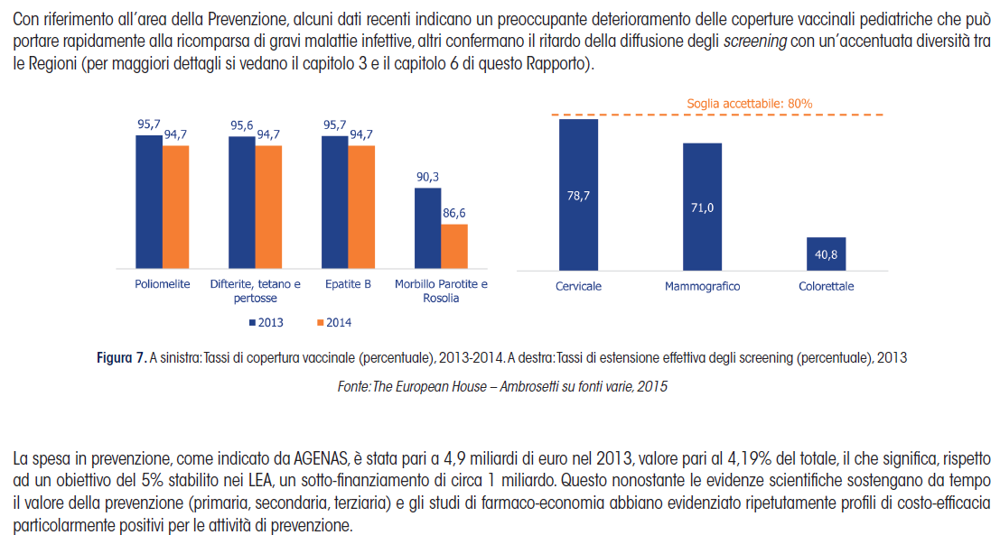 Con riferimento all’area della Prevenzione, alcuni dati recenti indicano un preoccupante deterioramento delle coperture vaccinali pediatriche che può
portare rapidamente alla ricomparsa di gravi malattie infettive, altri confermano il ritardo della diffusione degli screening con un’accentuata diversità tra
le Regioni (per maggiori dettagli si vedano il capitolo 3 e il capitolo 6 di questo Rapporto).
95,7
94,7
95,6
94,7
95,7
94,7
90,3
86,6
Poliomelite
Difterite, tetano e
pertosse
Epatite B
Morbillo Parotite e
Rosolia
2013
2014
Soglia accettabile: 80%
78,7
71,0
40,8
Cervicale
Mammografico
Colorettale
Figura 7. A sinistra: Tassi di copertura vaccinale (percentuale), 2013-2014. A destra: Tassi di estensione effettiva degli screening (percentuale), 2013
Fonte: The European House – Ambrosetti su fonti varie, 2015
La spesa in prevenzione, come indicato da AGENAS, è stata pari a 4,9 miliardi di euro nel 2013, valore pari al 4,19% del totale, il che significa, rispetto
ad un obiettivo del 5% stabilito nei LEA, un sotto-finanziamento di circa 1 miliardo. Questo nonostante le evidenze scientifiche sostengano da tempo
il valore della prevenzione (primaria, secondaria, terziaria) e gli studi di farmaco-economia abbiano evidenziato ripetutamente profili di costo-efficacia
particolarmente positivi per le attività di prevenzione.